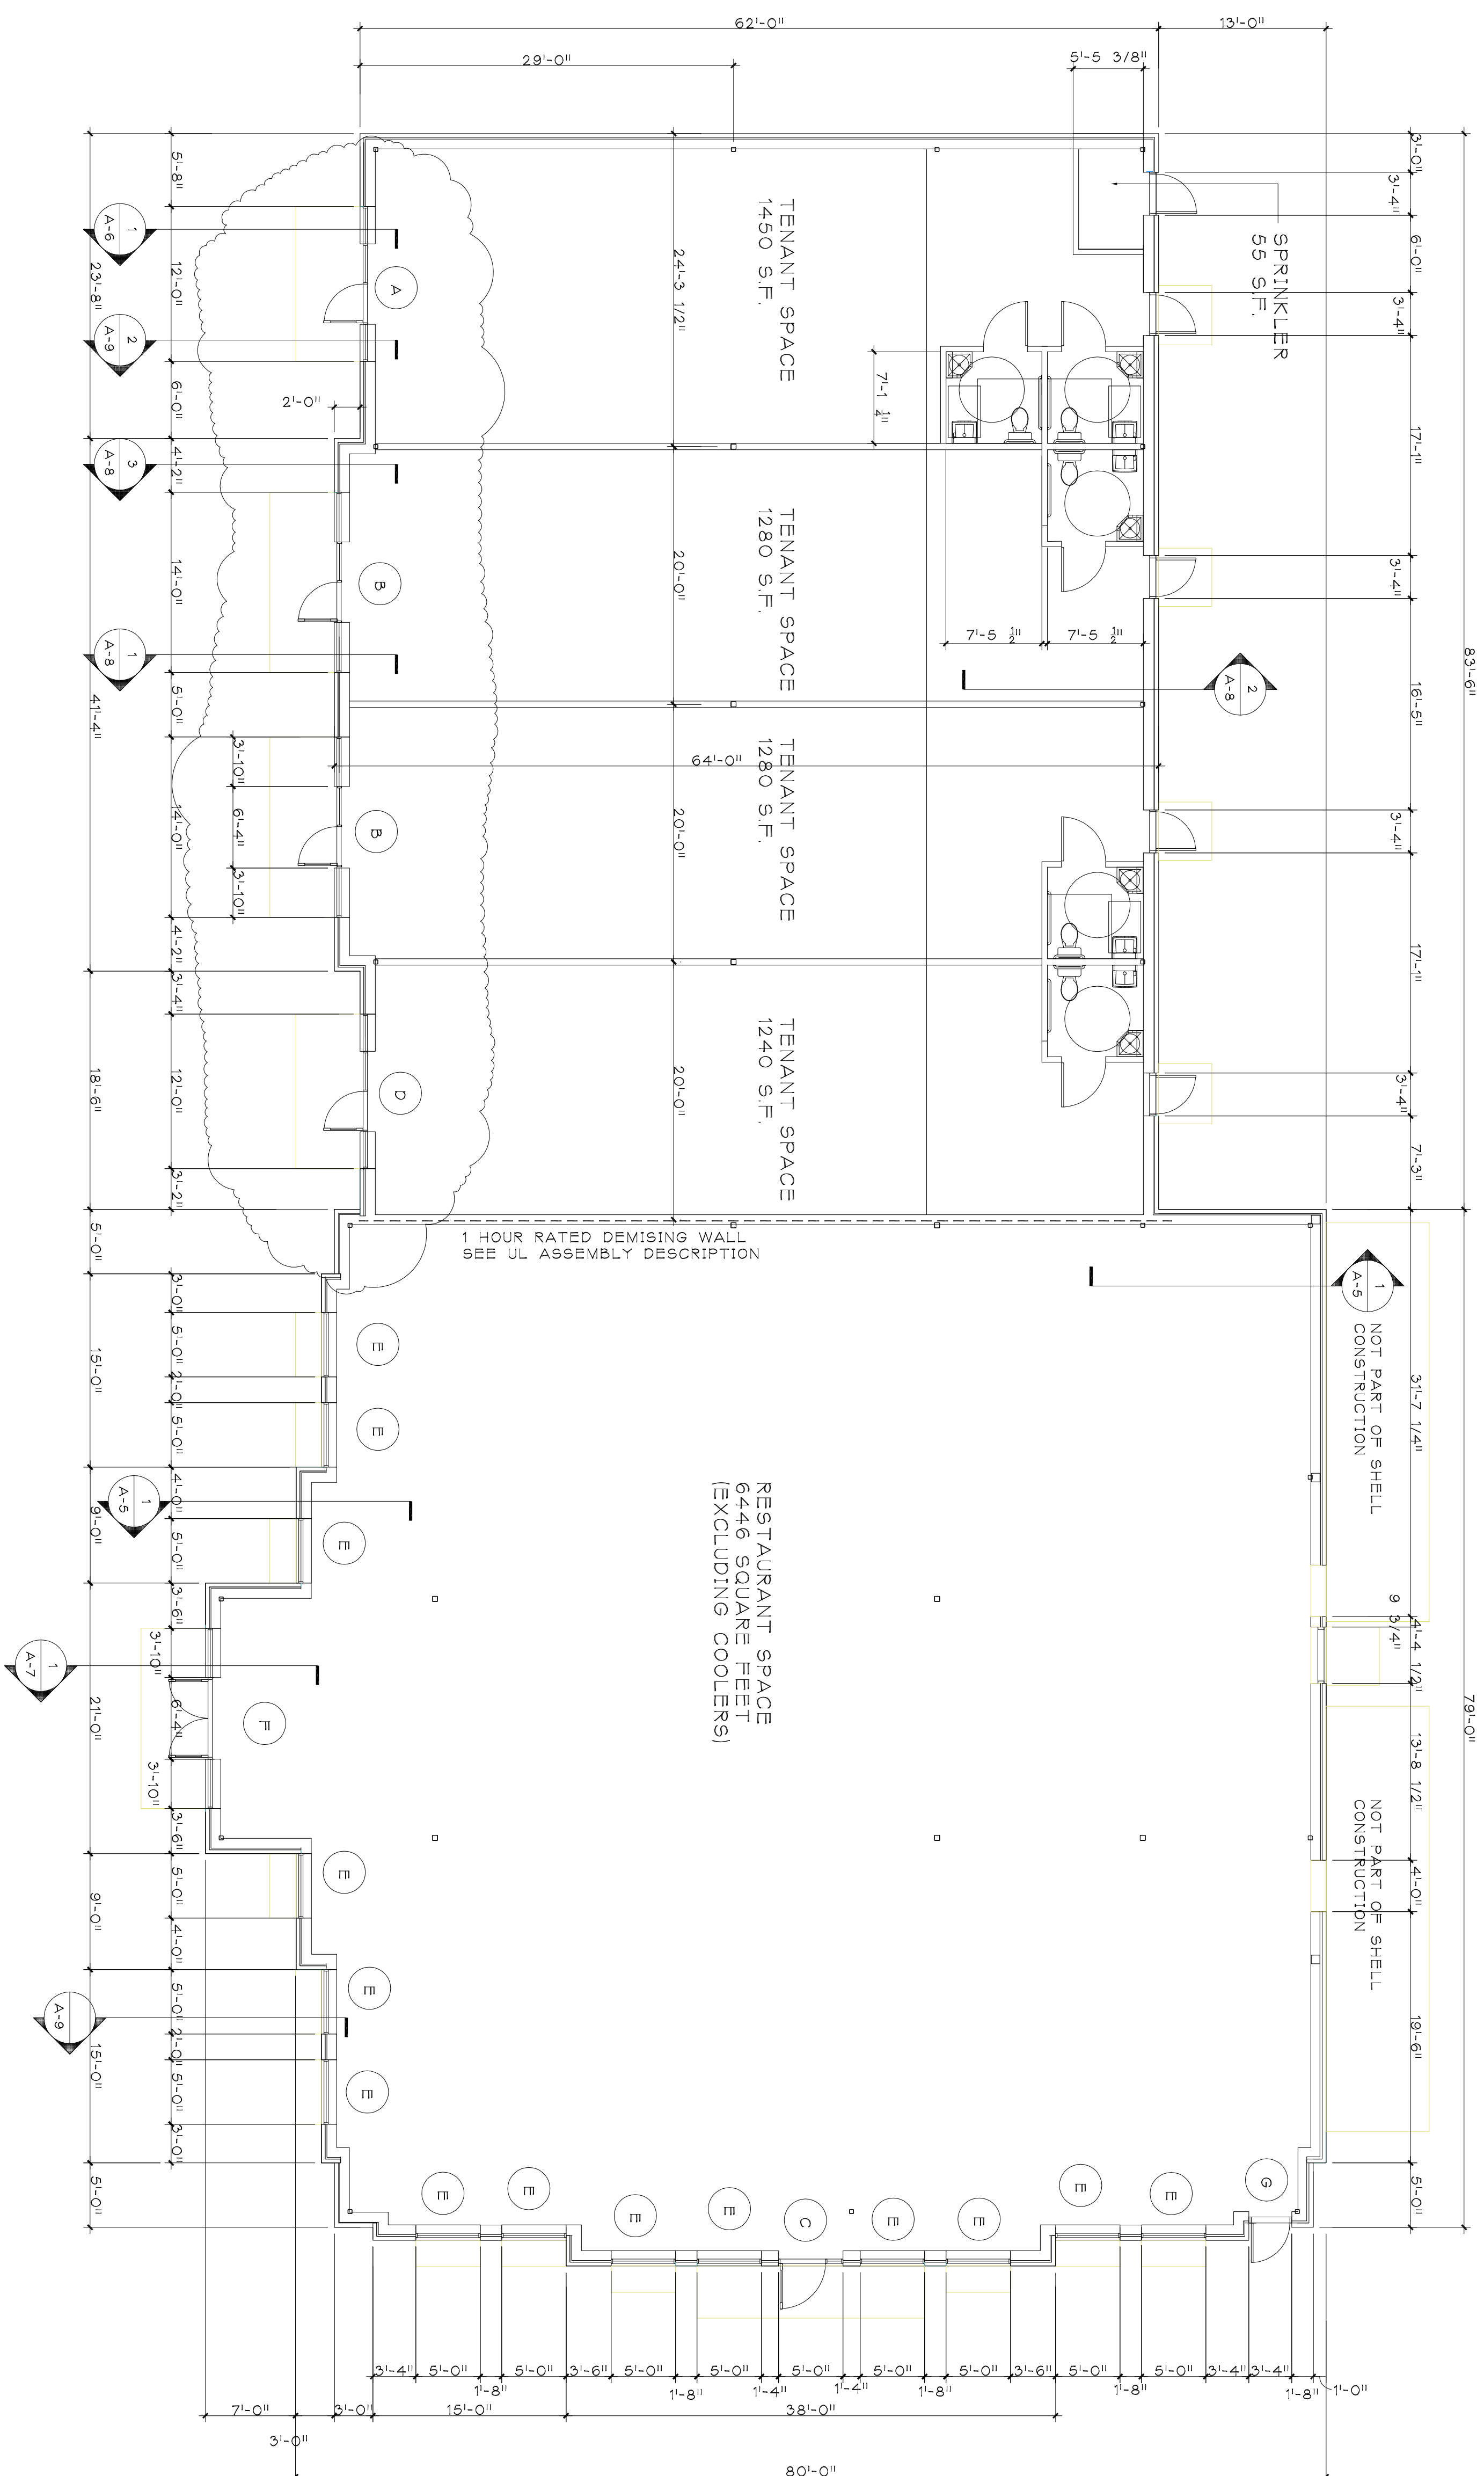 62'-0"
13'-0"
29'-0"
5'-5 3/8"
3'-0"
3'-4"
6'-0"
3'-4"
17'-1"
3'-4"
16'-5"
3'-4"
17'-1"
3'-4"
7'-3"
83'-6"
SPRINKLER
55 S.F.
TENANT SPACE
1450 S.F.
24'-3 1/2"
7'-1 1/2"
TENANT SPACE
1280 S.F.
20'-0"
7'-5 1/2"
7'-5 1/2"
2
A-8
TENANT SPACE
1280 S.F.
64'-0"
20'-0"
TENANT SPACE
1240 S.F.
20'-0"
A
B
B
D
5'-8"
12'-0"
6'-0"
2'-0"
4'-2"
14'-0"
5'-0"
3'-10"
6'-4"
3'-10"
14'-0"
4'-2"
3'-4"
12'-0"
3'-2"
23'-8"
41'-4"
18'-6"
1
A-6
2
A-9
3
A-8
1
A-8
1 HOUR RATED DEMISING WALL
SEE UL ASSEMBLY DESCRIPTION
1
A-5
NOT PART OF SHELL
CONSTRUCTION
31'-7 1/4"
9 3/4"
4'-4 1/2"
13'-8 1/2"
4'-0"
19'-6"
5'-0"
79'-0"
NOT PART OF SHELL
CONSTRUCTION
RESTAURANT SPACE
6446 SQUARE FEET
(EXCLUDING COOLERS)
E
E
E
F
E
E
E
5'-0"
3'-0"
5'-0"
2'-0"
5'-0"
4'-0"
5'-0"
3'-6"
3'-10"
6'-4"
3'-10"
3'-6"
5'-0"
4'-0"
5'-0"
2'-0"
5'-0"
3'-0"
15'-0"
9'-0"
21'-0"
9'-0"
15'-0"
5'-0"
1
A-5
1
A-7
A-9
E
E
E
E
C
E
E
E
E
G
3'-4"
5'-0"
1'-8"
5'-0"
3'-6"
5'-0"
1'-8"
5'-0"
1'-4"
5'-0"
1'-4"
5'-0"
1'-8"
5'-0"
3'-6"
5'-0"
1'-8"
5'-0"
3'-4"
3'-4"
1'-8"
1'-0"
7'-0"
3'-0"
3'-0"
15'-0"
38'-0"
80'-0"